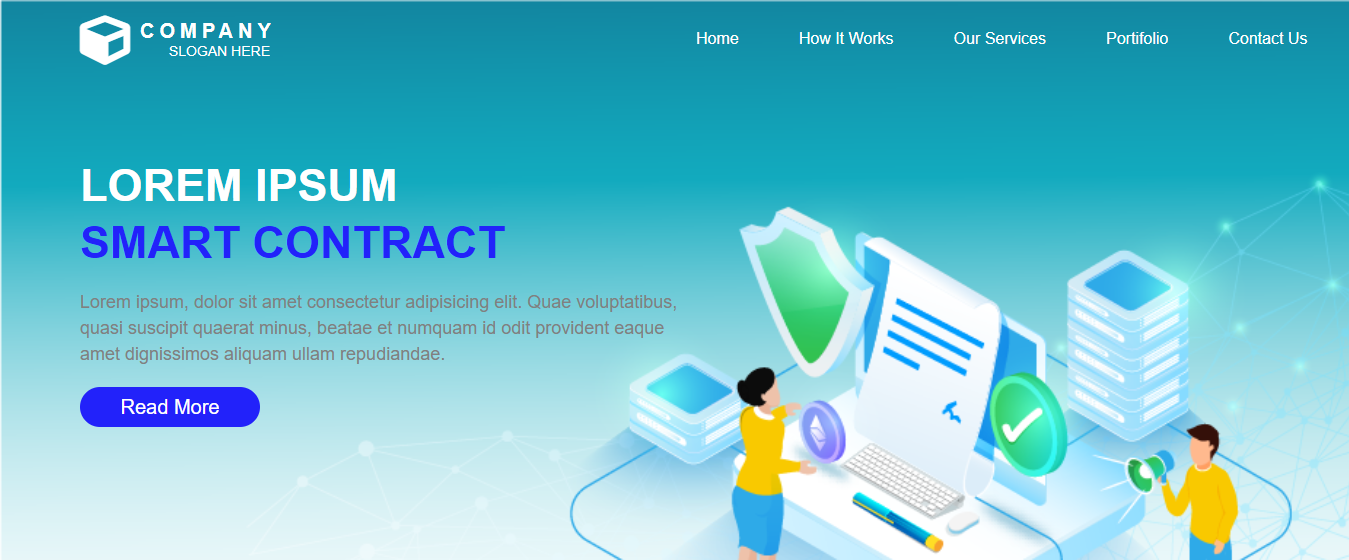 COMPANY
SLOGAN HERE
Home
How It Works
Our Services
Portifolio
Contact Us
LOREM IPSUM
SMART CONTRACT
Lorem ipsum, dolor sit amet consectetur adipisicing elit. Quae voluptatibus,
quasi suscipit quaerat minus, beatae et numquam id odit provident eaque
amet dignissimos aliquam ullam repudiandae.
Read More